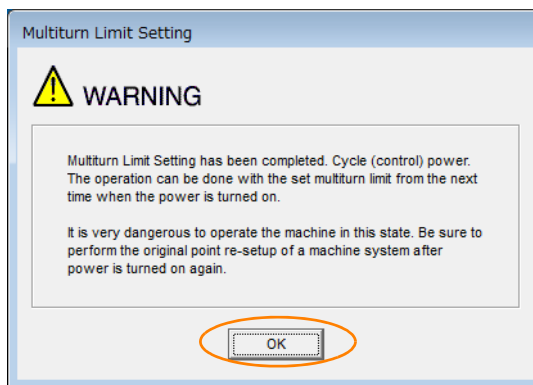 Multiturn Limit Setting
WARNING
Multiturn Limit Setting has been completed. Cycle (control) power.
The operation can be done with the set multiturn limit from the next
time when the power is turned on.
It is very dangerous to operate the machine in this state. Be sure to
perform the original point re-setup of a machine system after
power is turned on again.
OK